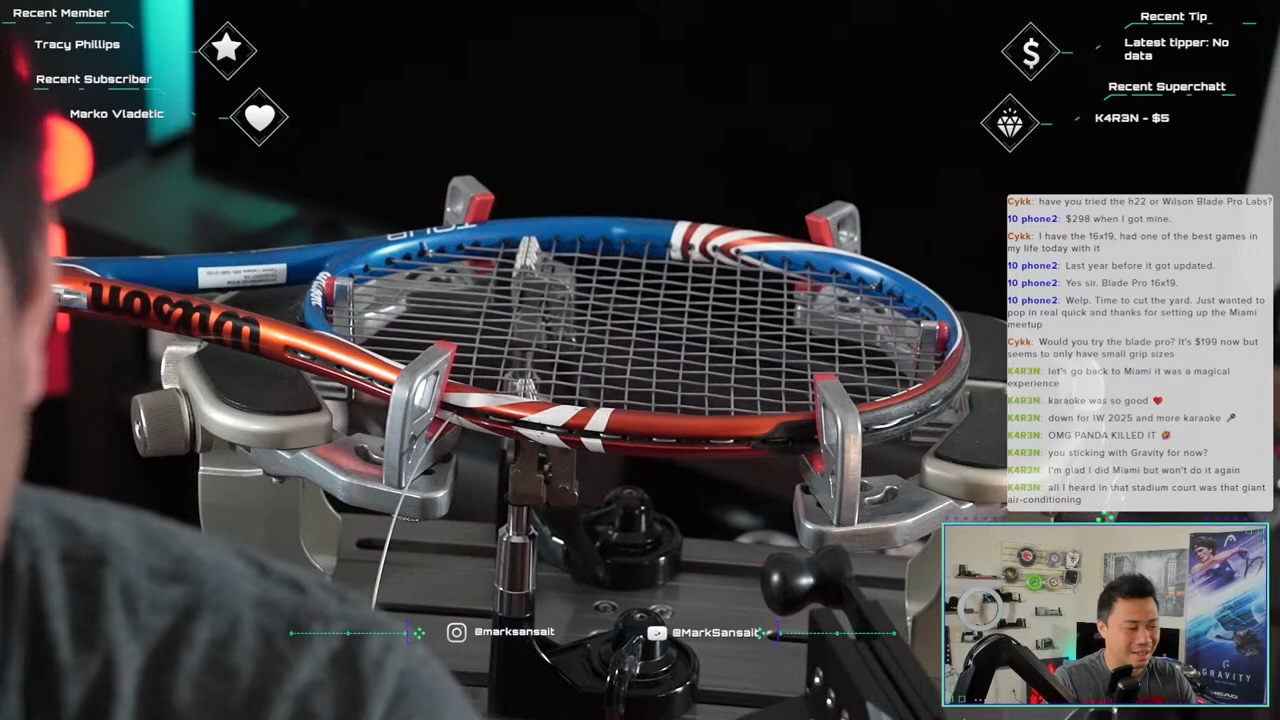 Recent Member
Tracy Phillips
Recent Subscriber
Marko Vladetic
Recent Tip
Latest tipper: No
data
Recent Superchatt
K4R3N - $5
TOUR
wilson
Cykk: have you tried the h22 or Wilson Blade Pro Labs?
10 phone2: $298 when I got mine.
Cykk: I have the 16x19, had one of the best games in
my life today with it
10 phone2: Last year before it got updated.
10 phone2: Yes sir. Blade Pro 16x19.
10 phone2: Welp. Time to cut the yard. Just wanted to
pop in real quick and thanks for setting up the Miami
meetup
Cykk: Would you try the blade pro? It's $199 now but
seems to only have small grip sizes
K4R3N: let's go back to Miami it was a magical
experience
K4R3N: karaoke was so good ❤️
K4R3N: down for IW 2025 and more karaoke 🎤
K4R3N: OMG PANDA KILLED IT 🤣
K4R3N: you sticking with Gravity for now?
K4R3N: I'm glad I did Miami but won't do it again
K4R3N: all I heard in that stadium court was that giant
air-conditioning
@marksansait
@MarkSansait
GRAVITY
HEAD